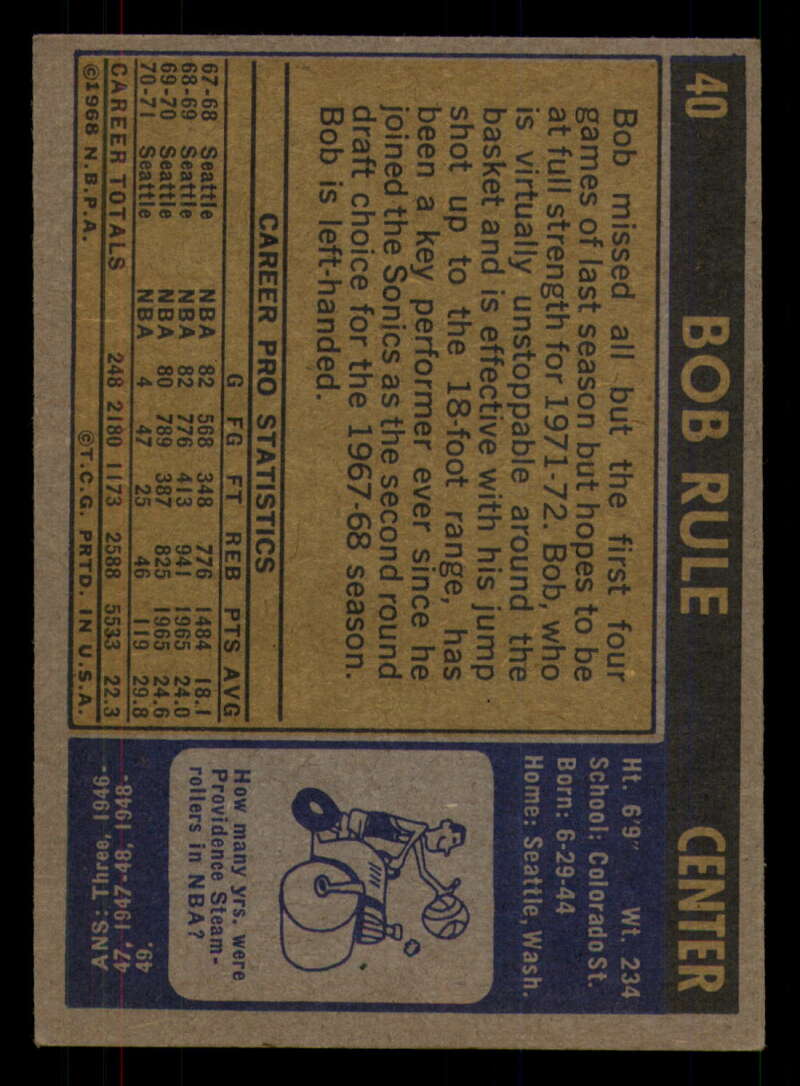 40 BOB RULE CENTER
Bob missed all but the first four
games of last season but hopes to be
at full strength for 1971-72. Bob, who
is virtually unstoppable around the
basket and is effective with his jump
shot up to the 18-foot range, has
been a key performer ever since he
joined the Sonics as the second round
draft choice for the 1967-68 season.
Bob is left-handed.
CAREER PRO STATISTICS
G FG FT REB PTS AVG
67-68 Seattle NBA 82 568 348 776 1484 18.1
68-69 Seattle NBA 82 776 413 941 1965 24.0
69-70 Seattle NBA 80 789 387 825 1965 24.6
70-71 Seattle NBA 4 47 25 46 119 29.8
CAREER TOTALS 248 2180 1173 2588 5533 22.3
©1968 N.B.P.A. ©T.C.G. PRTD. IN U.S.A.
Ht. 6'9" Wt. 234
School: Colorado St.
Born: 6-29-44
Home: Seattle, Wash.
How many yrs. were
Providence Steam-
rollers in NBA?
ANS: Three, 1946-
47, 1947-48, 1948-
49.